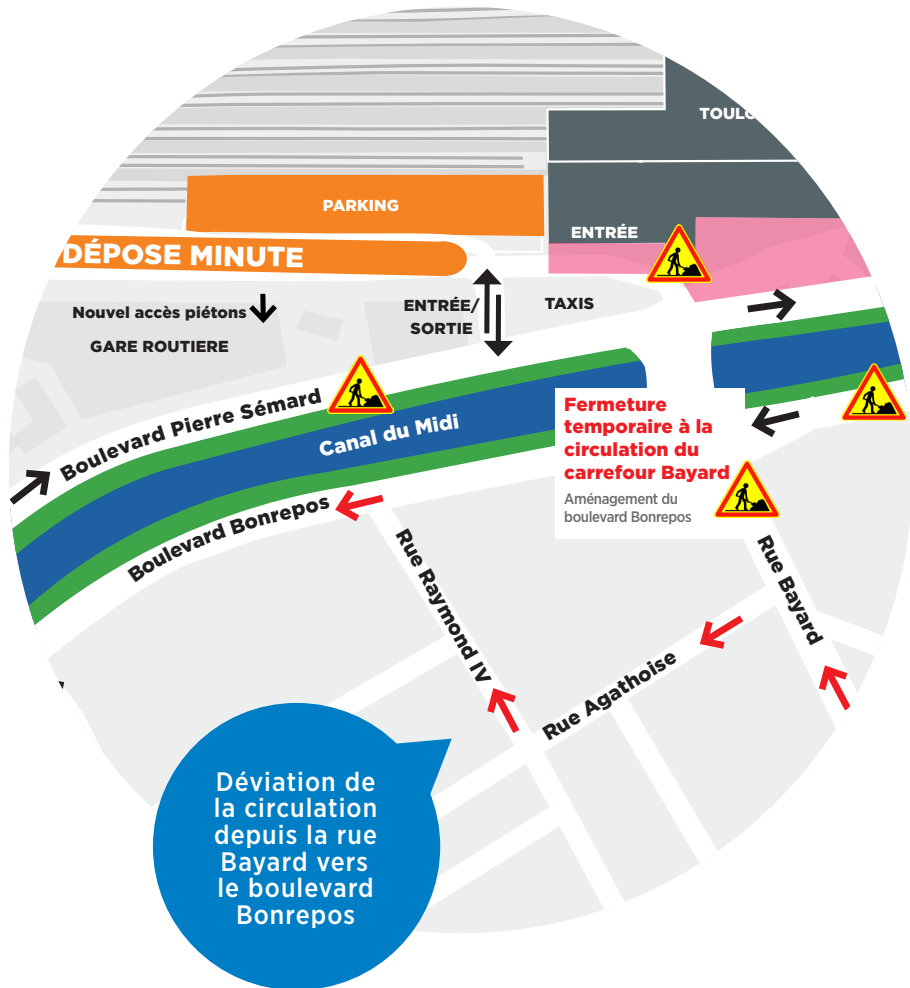 PARKING
ENTRÉE
DÉPOSE MINUTE
Nouvel accès piétons
GARE ROUTIERE
ENTRÉE/
SORTIE
TAXIS
Boulevard Pierre Sémard
Canal du Midi
Boulevard Bonrepos
Fermeture
temporaire à la
circulation du
carrefour Bayard
Aménagement du
boulevard Bonrepos
Rue Raymond IV
Rue Bayard
Rue Agathoise
Déviation de
la circulation
depuis la rue
Bayard vers
le boulevard
Bonrepos